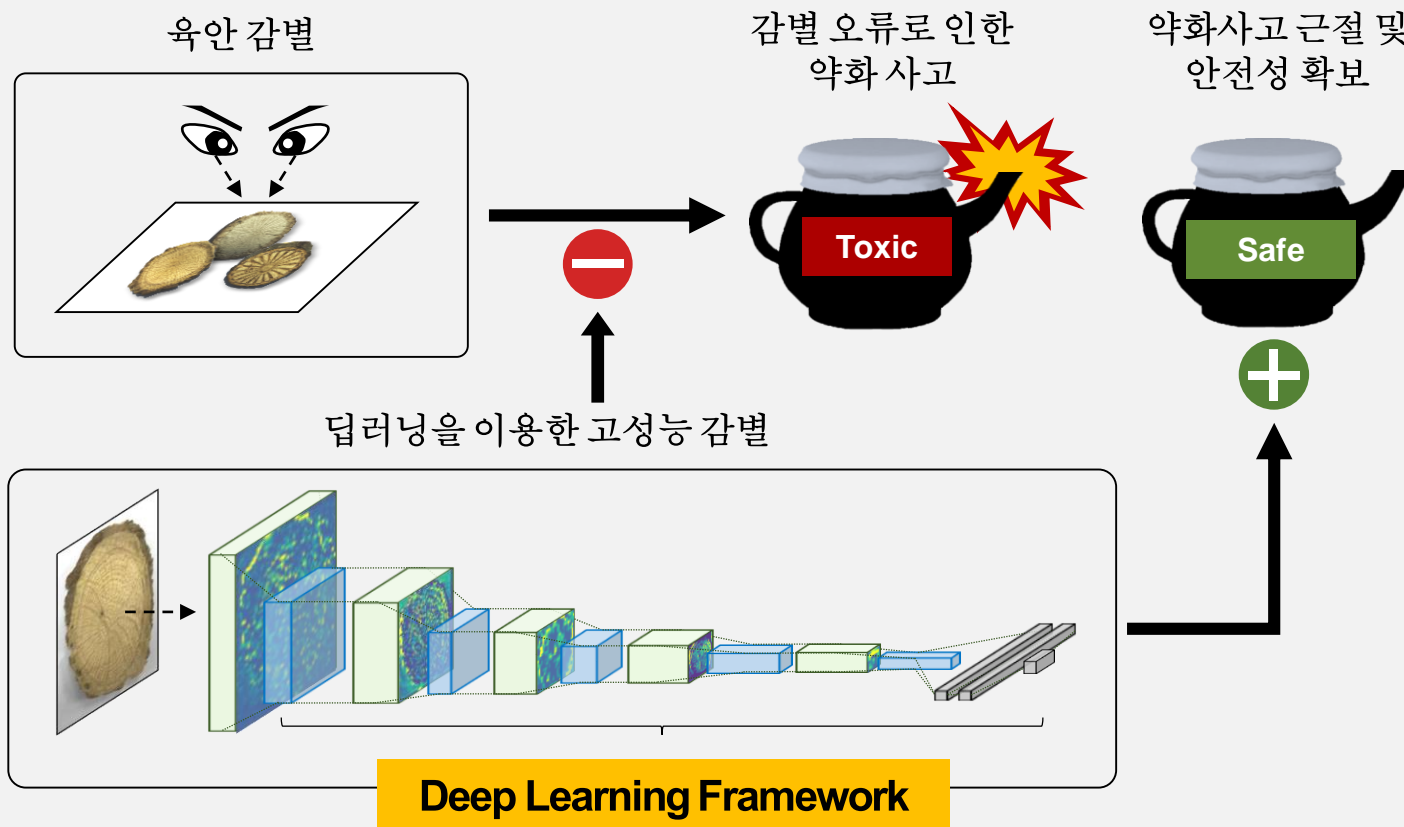 육안 감별
감별 오류로 인한
약화 사고
약화사고 근절 및
안전성 확보
Toxic
Safe
딥러닝을 이용한 고성능 감별
Deep Learning Framework